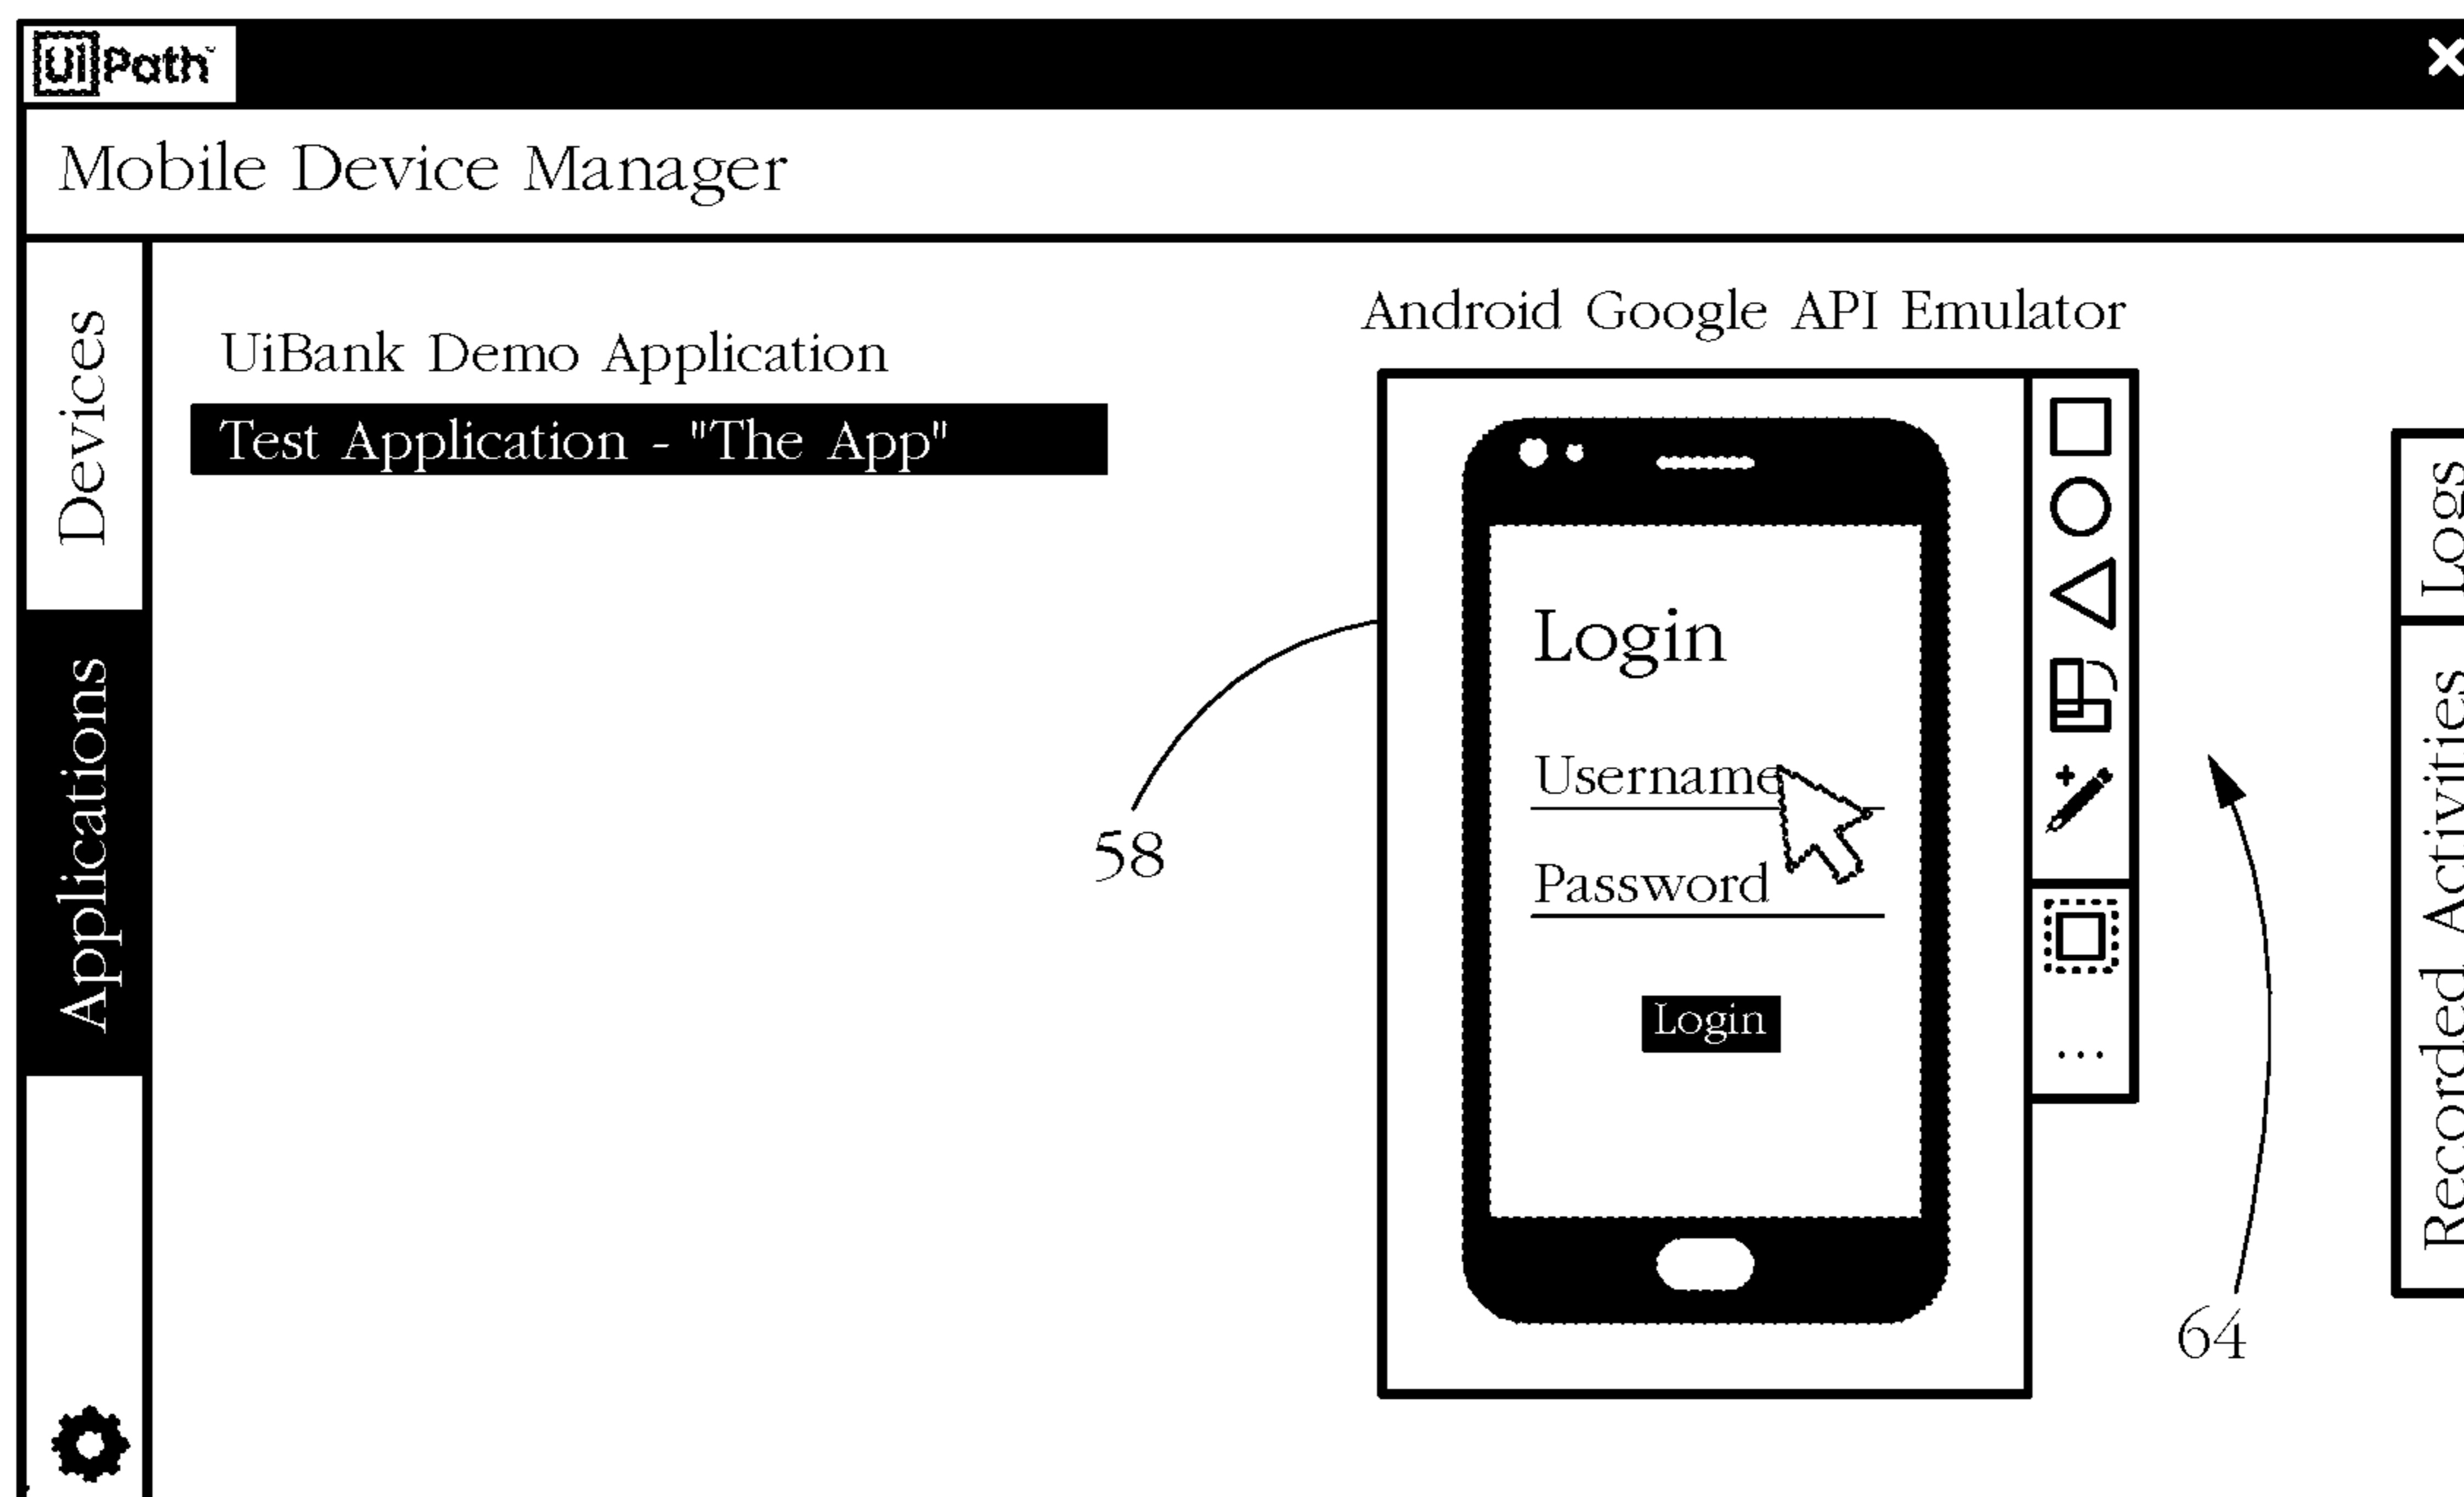 UiPath
Mobile Device Manager
Devices
Applications
UiBank Demo Application
Test Application - "The App"
Android Google API Emulator
Login
Username
Password
Login
...
58
64
Logs
Recorded Activities